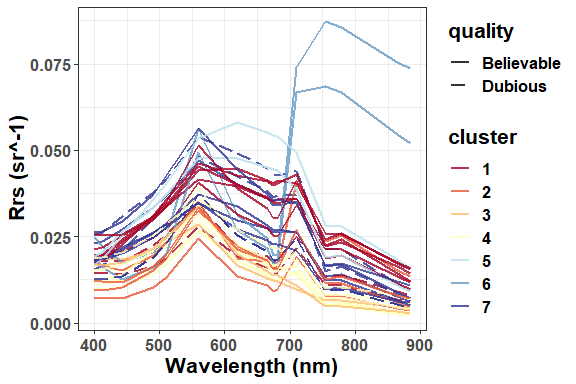 Rrs (sr^-1)
0.075
0.050
0.025
0.000
400 500 600 700 800 900
Wavelength (nm)
quality
Believable
Dubious
cluster
1
2
3
4
5
6
7